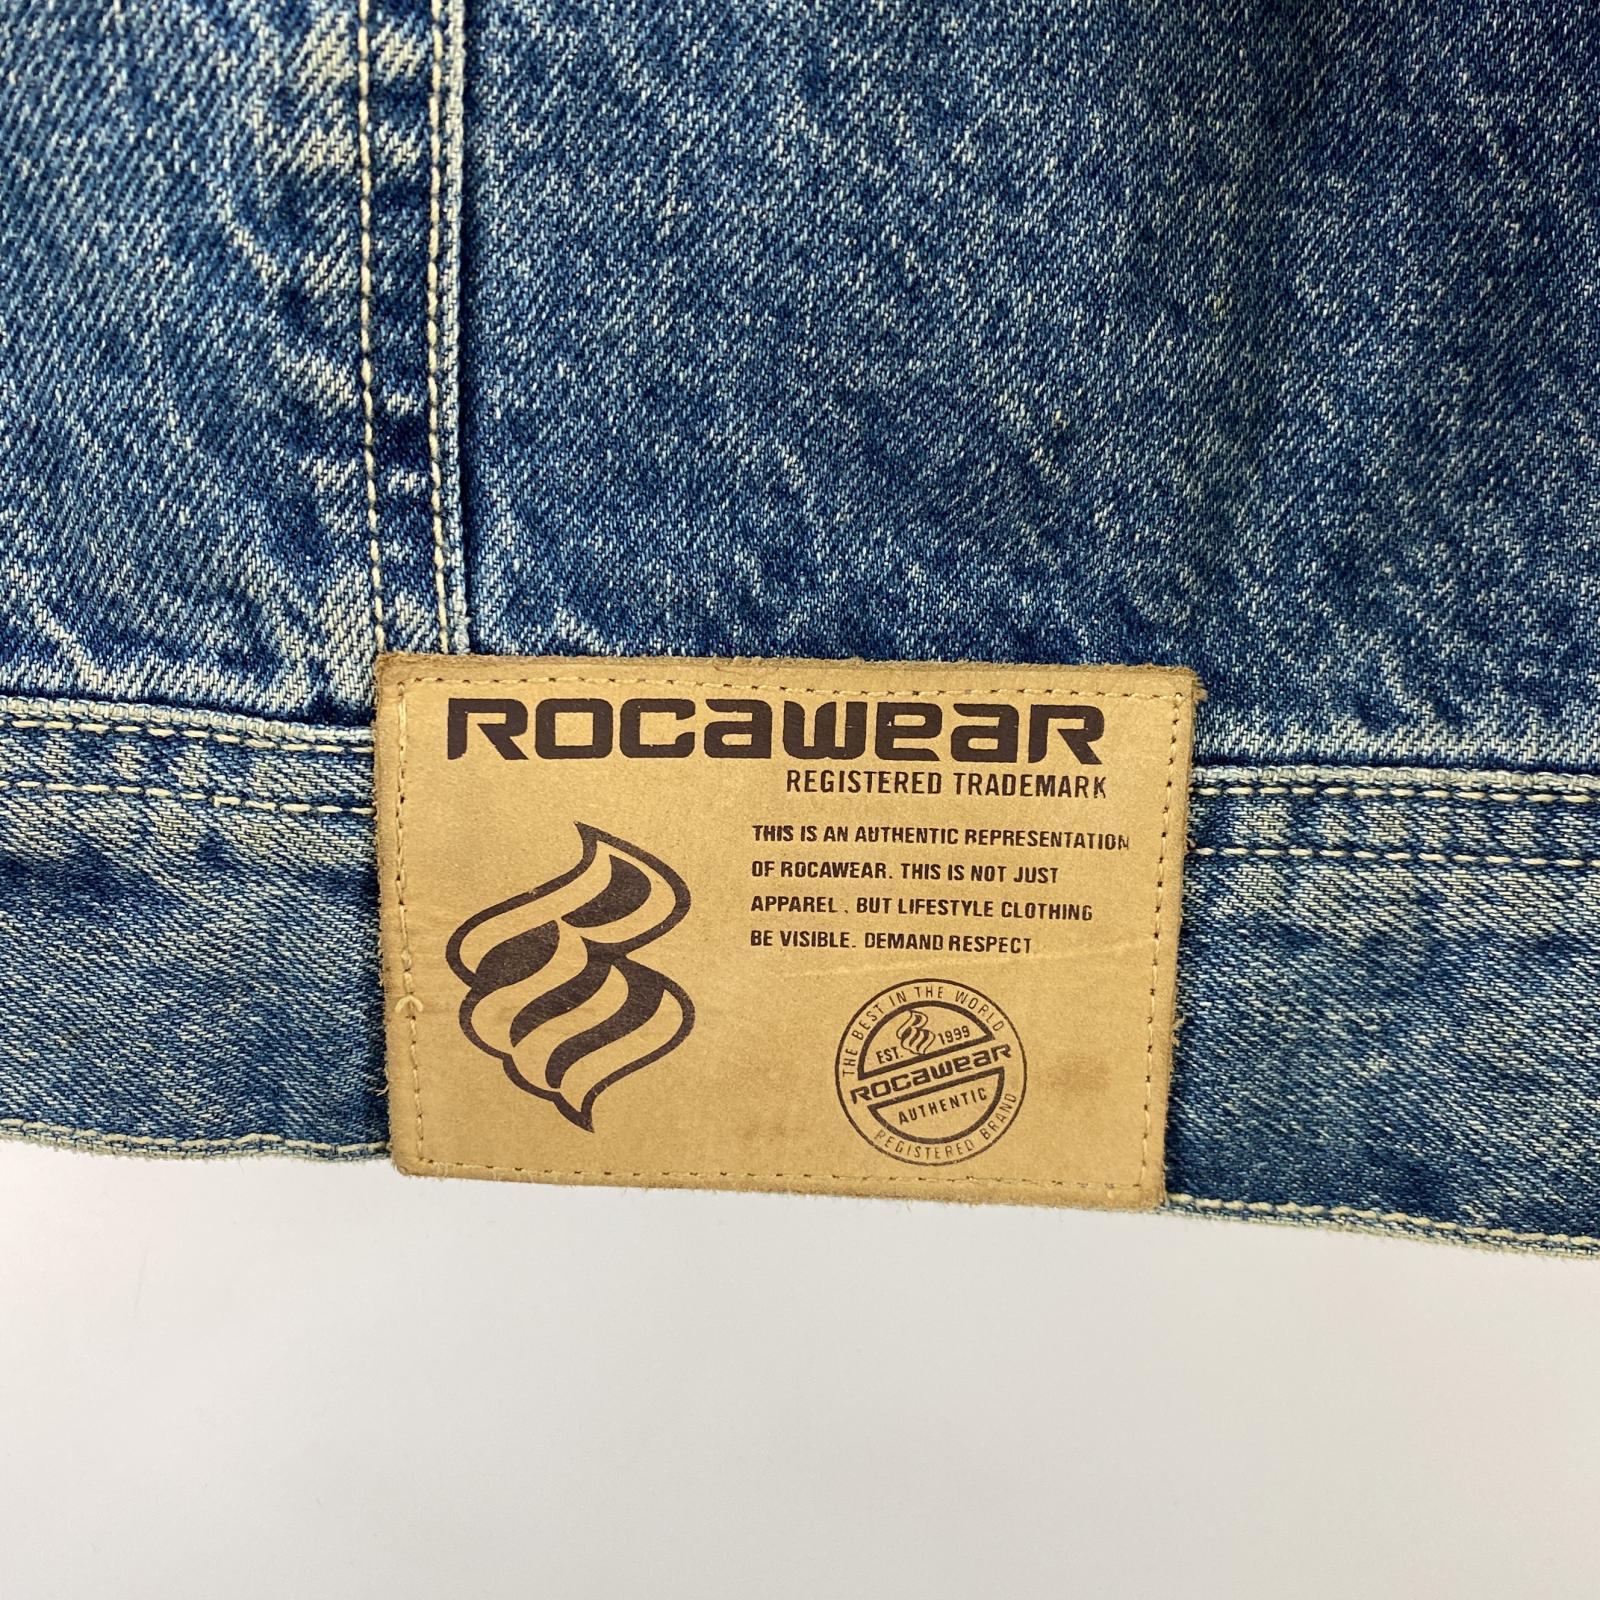 ROCAWEAR
REGISTERED TRADEMARK
THIS IS AN AUTHENTIC REPRESENTATION
OF ROCAWEAR. THIS IS NOT JUST
APPAREL . BUT LIFESTYLE CLOTHING
BE VISIBLE. DEMAND RESPECT
THE BEST IN THE WORLD
EST. 1999
ROCAWEAR
AUTHENTIC
REGISTERED BRAND